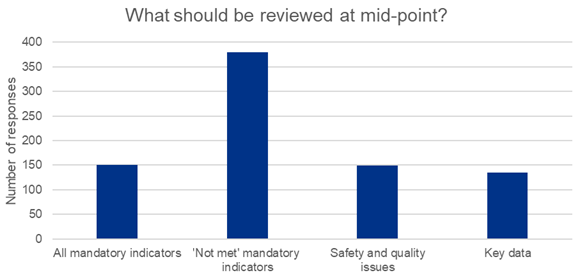 What should be reviewed at mid-point?
Number of responses
400
350
300
250
200
150
100
50
0
All mandatory indicators
'Not met' mandatory
indicators
Safety and quality
issues
Key data